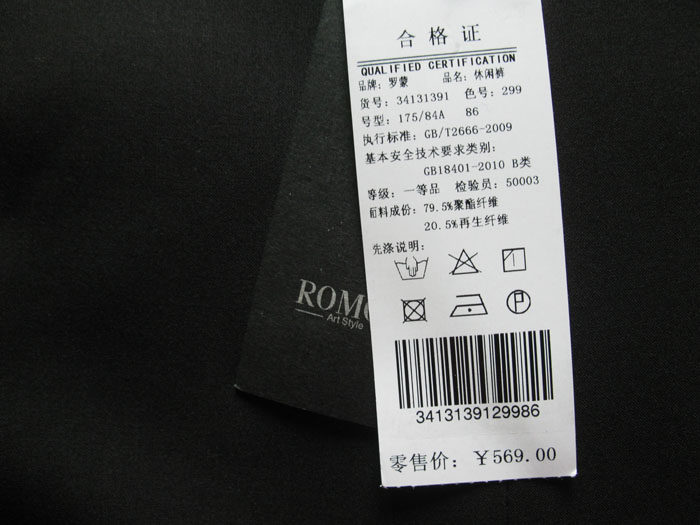 合格证
QUALIFIED CERTIFICATION
品牌: 罗蒙 品名: 休闲裤
货号: 34131391 色号: 299
号型: 175/84A 86
执行标准: GB/T2666-2009
基本安全技术要求类别:
GB18401-2010 B类
等级: 一等品 检验员: 50003
面料成份: 79.5%聚酯纤维
20.5%再生纤维
先涤说明:
P
3413139129986
零售价: ¥569.00
Art Style